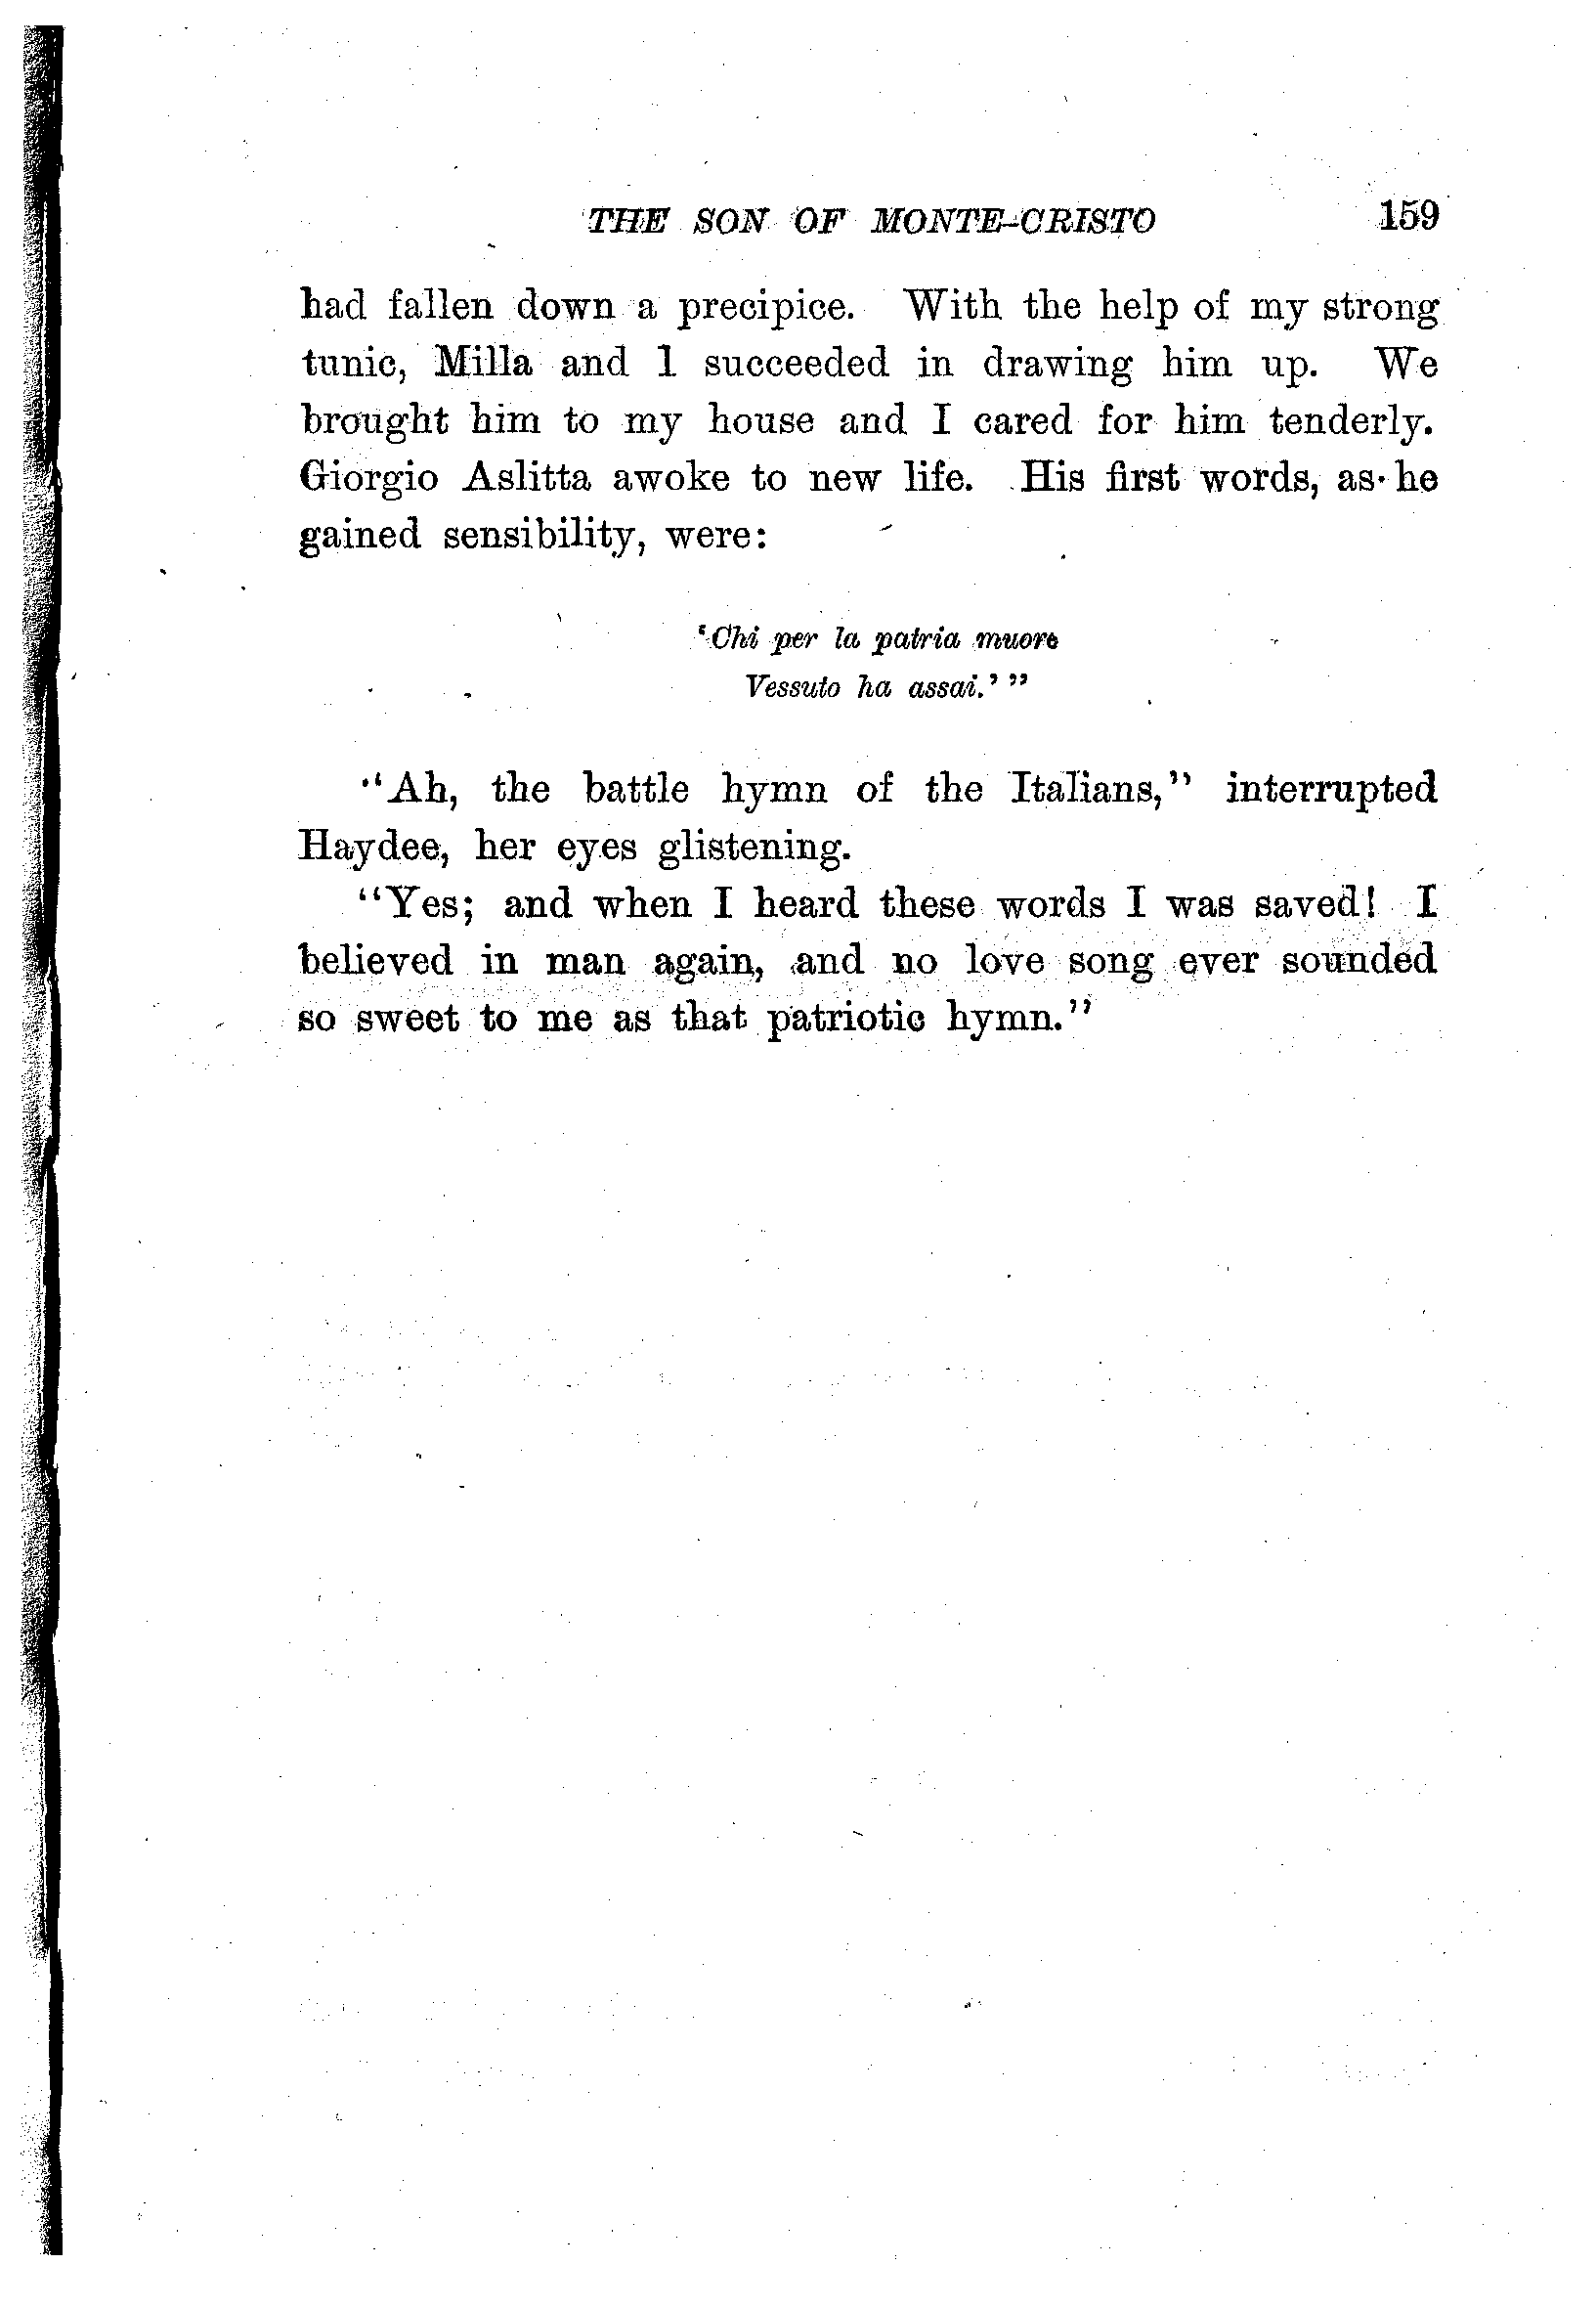 THE SON OF MONTE-CRISTO 159
had fallen down a precipice. With the help of my strong
tunic, Milla and 1 succeeded in drawing him up. We
brought him to my house and I cared for him tenderly.
Giorgio Aslitta awoke to new life. His first words, as he
gained sensibility, were:
‘Chi per la patria muore
Vessuto ha assai.’”
“Ah, the battle hymn of the Italians,” interrupted
Haydee, her eyes glistening.
“Yes; and when I heard these words I was saved! I
believed in man again, and no love song ever sounded
so sweet to me as that patriotic hymn.”